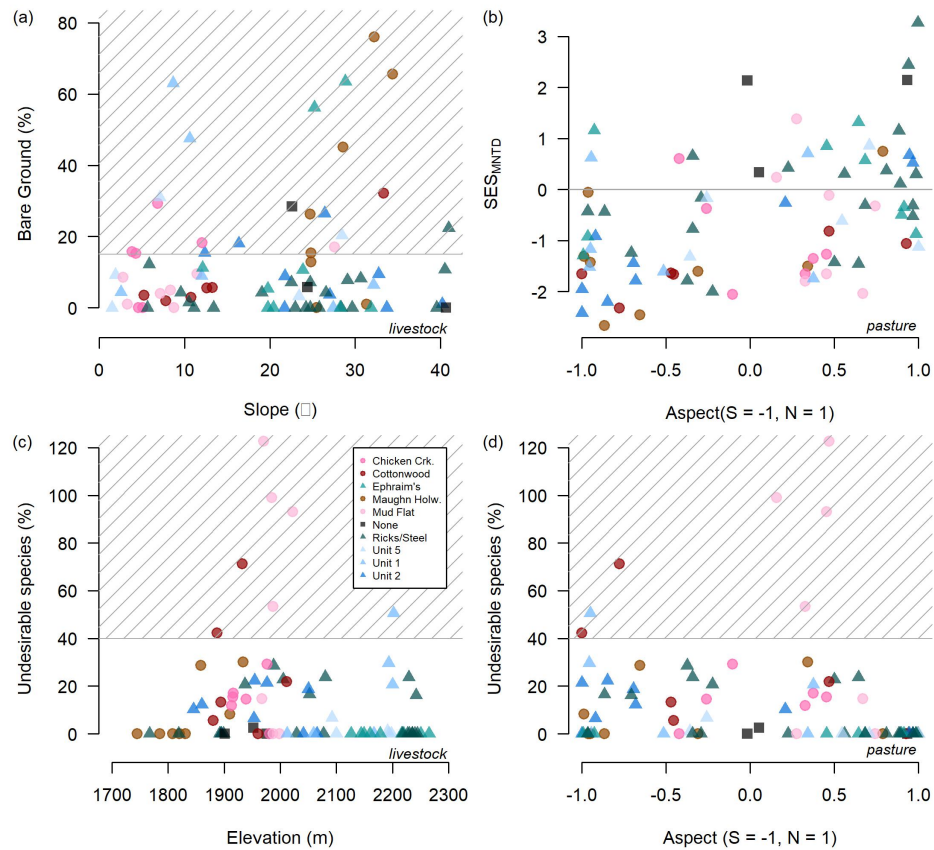 (a)
80
60
40
20
0
Bare Ground (%)
livestock
0 10 20 30 40
Slope (▯)
(b)
3
2
1
0
-1
-2
SESMNTD
pasture
-1.0 -0.5 0.0 0.5 1.0
Aspect(S = -1, N = 1)
(c)
120
100
80
60
40
20
0
Undesirable species (%)
Chicken Crk.
Cottonwood
Ephraim's
Maughn Holw.
Mud Flat
None
Ricks/Steel
Unit 5
Unit 1
Unit 2
livestock
1700 1800 1900 2000 2100 2200 2300
Elevation (m)
(d)
120
100
80
60
40
20
0
Undesirable species (%)
pasture
-1.0 -0.5 0.0 0.5 1.0
Aspect (S = -1, N = 1)